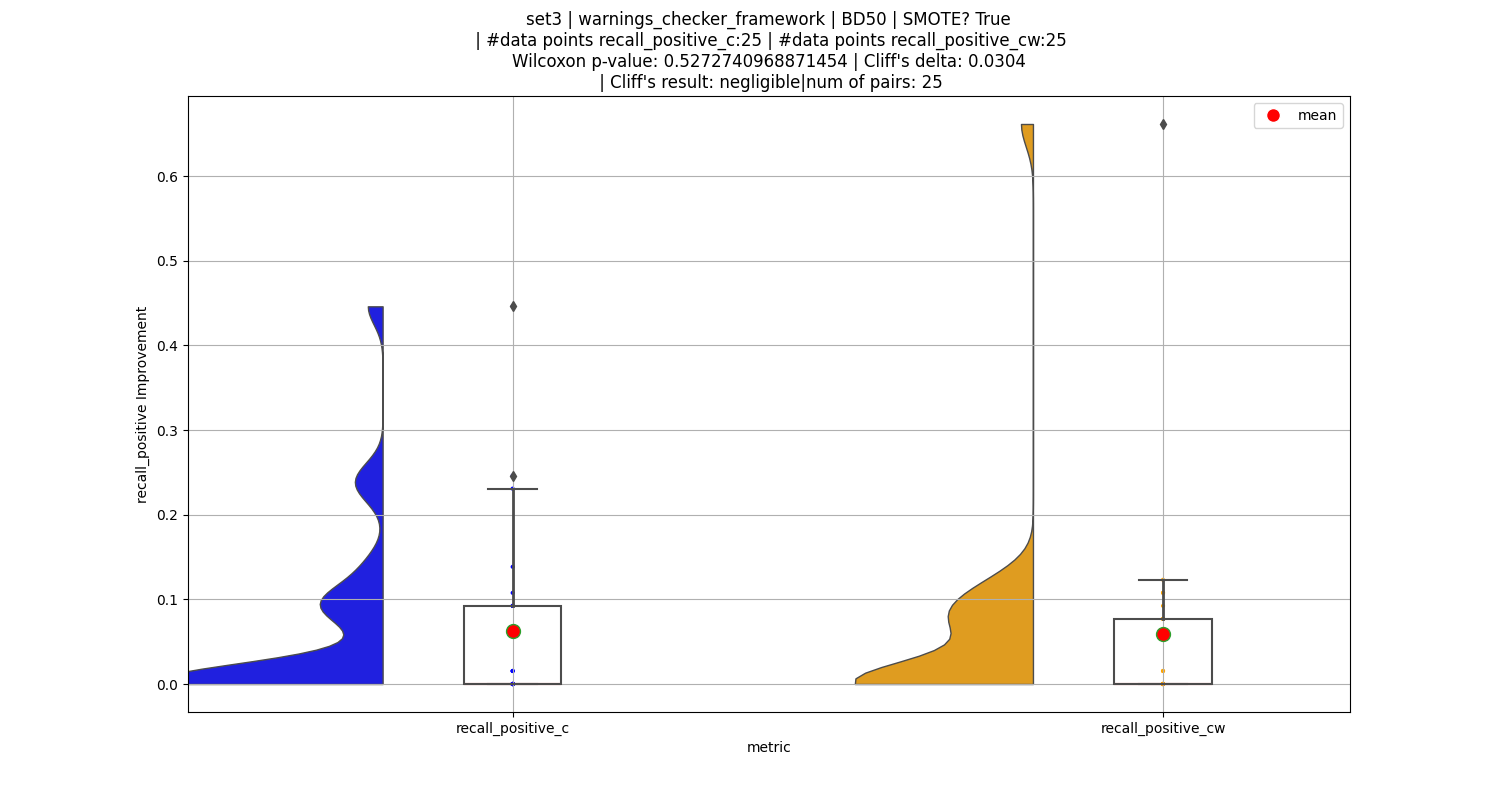 set3 | warnings_checker_framework | BD50 | SMOTE? True
| #data points recall_positive_c:25 | #data points recall_positive_cw:25
Wilcoxon p-value: 0.5272740968871454 | Cliff's delta: 0.0304
| Cliff's result: negligible|num of pairs: 25
mean
0.6
0.5
0.4
0.3
0.2
0.1
0.0
recall_positive Improvement
recall_positive_c
recall_positive_cw
metric